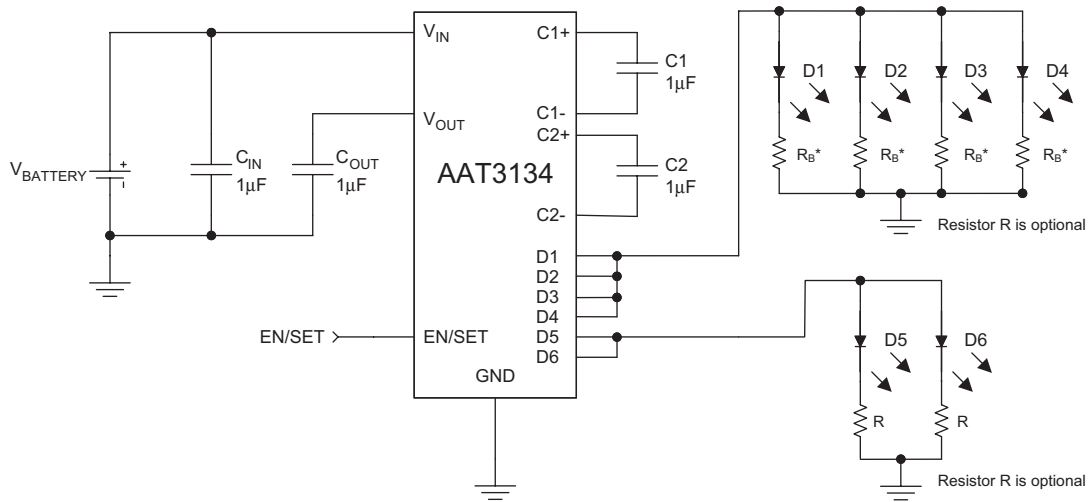 V_IN
C1+
C1
1μF
C1-
V_OUT
C2+
C2
1μF
C2-
V_BATTERY
+
-
C_IN
1μF
C_OUT
1μF
AAT3134
D1
D2
D3
D4
D5
D6
EN/SET
EN/SET
GND
D1
D2
D3
D4
R_B*
R_B*
R_B*
R_B*
Resistor R is optional
D5
D6
R
R
Resistor R is optional